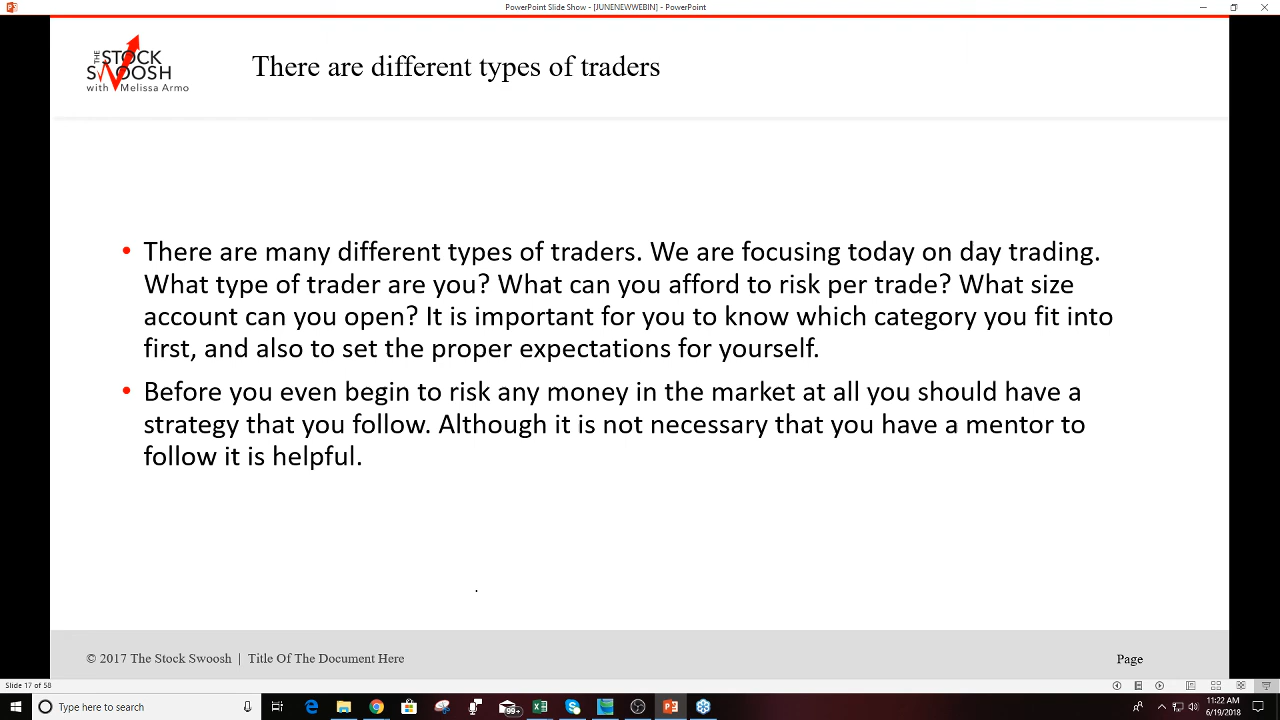 PowerPoint Slide Show - [JUNENEWWEBIN] - PowerPoint
THE STOCK
SWOOSH
with Melissa Armo
There are different types of traders
• There are many different types of traders. We are focusing today on day trading.
What type of trader are you? What can you afford to risk per trade? What size
account can you open? It is important for you to know which category you fit into
first, and also to set the proper expectations for yourself.
• Before you even begin to risk any money in the market at all you should have a
strategy that you follow. Although it is not necessary that you have a mentor to
follow it is helpful.
© 2017 The Stock Swoosh | Title Of The Document Here
Page
Slide 17 of 58
Type here to search
99+
11:22 AM
6/19/2018